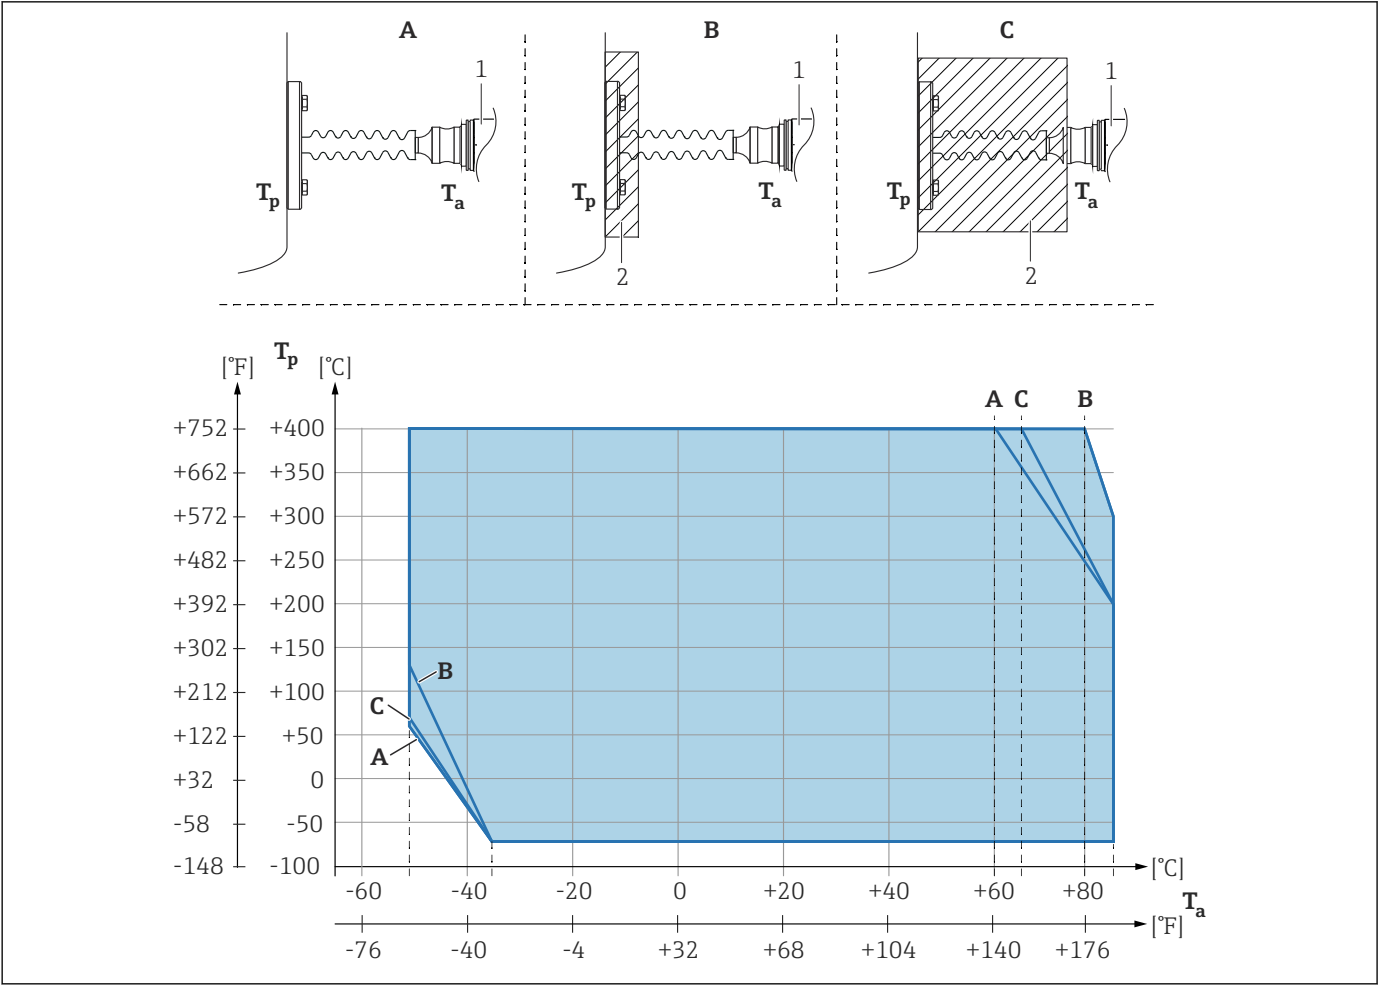 A B C
1 1 1
Tp Ta Tp Ta Tp Ta
2 2
Tp
[°F] [°C]
A C B
+752 +400
+662 +350
+572 +300
+482 +250
+392 +200
+302 +150
B
+212 +100
C
+122 +50
A
+32 0
-58 -50
-148 -100
[°C]
-60 -40 -20 0 +20 +40 +60 +80
Ta
[°F]
-76 -40 -4 +32 +68 +104 +140 +176